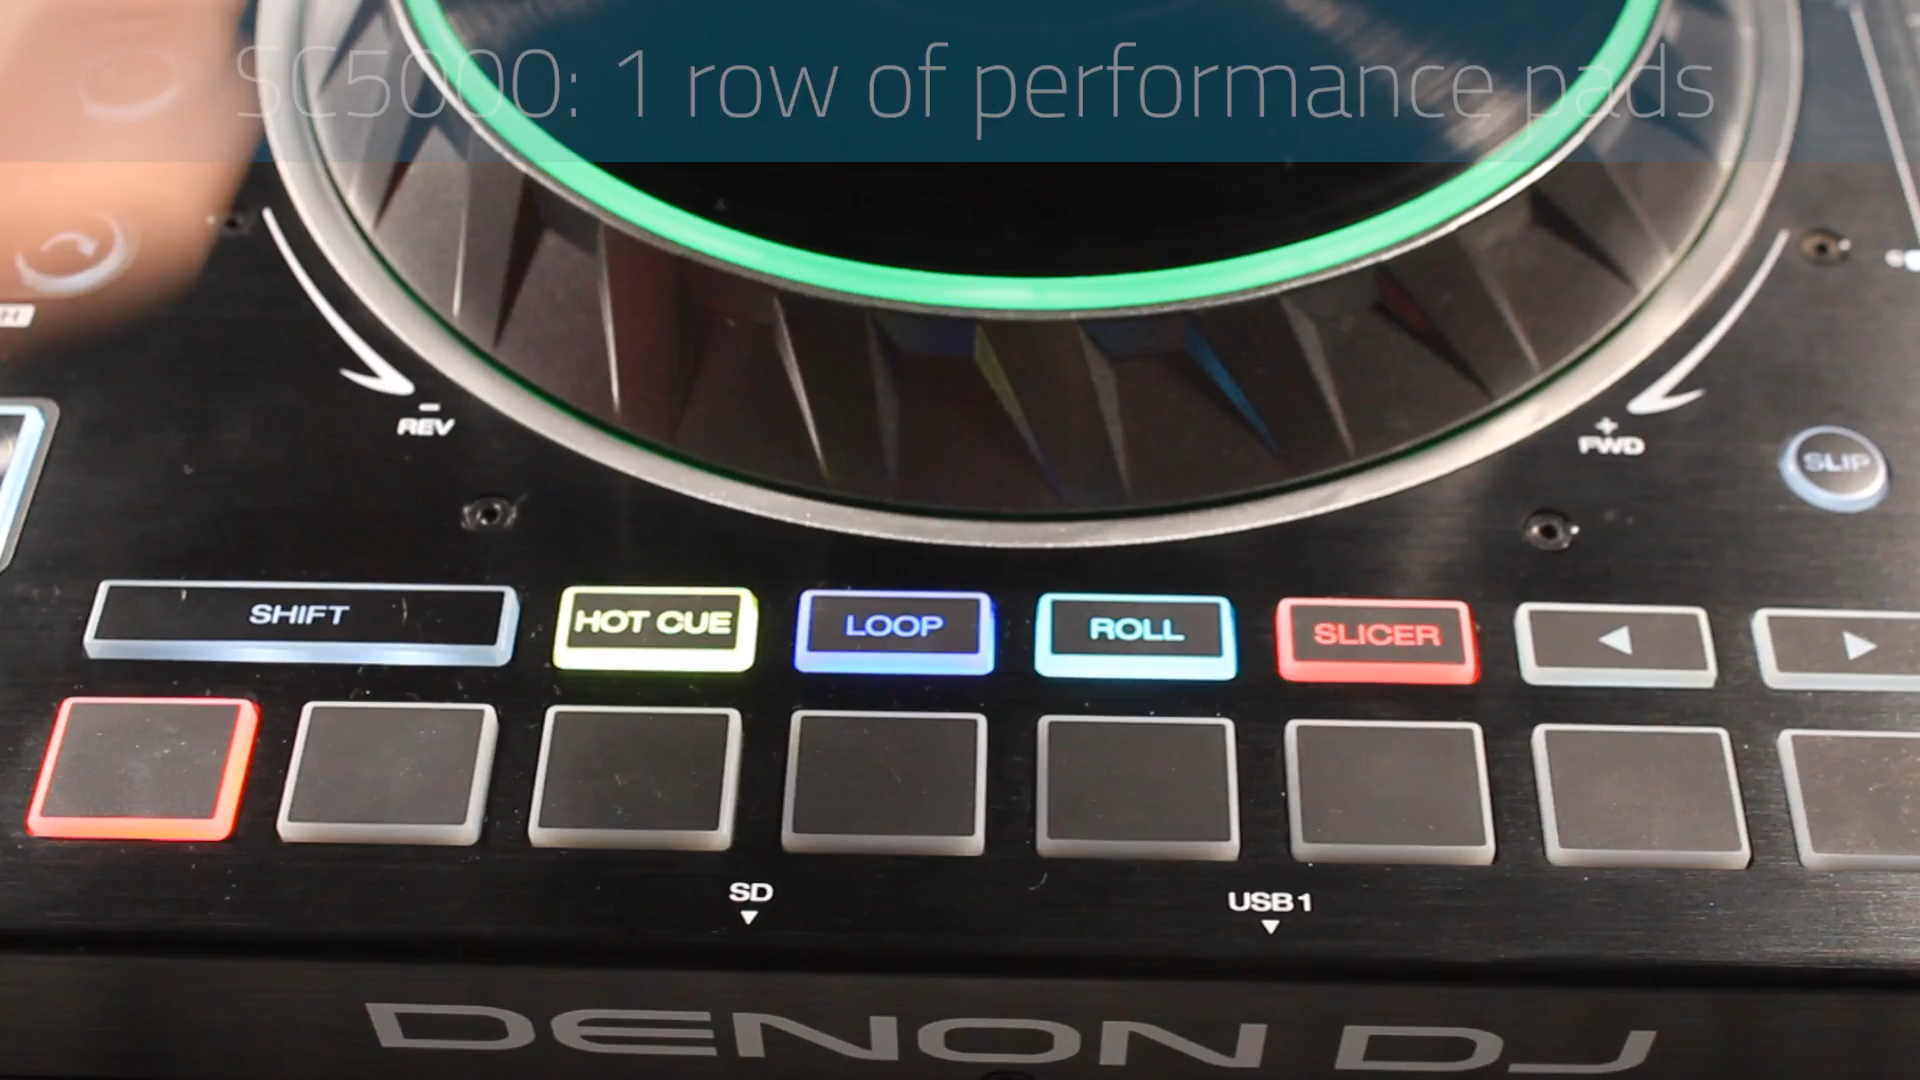 SC5000: 1 row of performance pads
REV
+
FWD
SLIP
SHIFT
HOT CUE
LOOP
ROLL
SLICER
SD
USB 1
DENON DJ